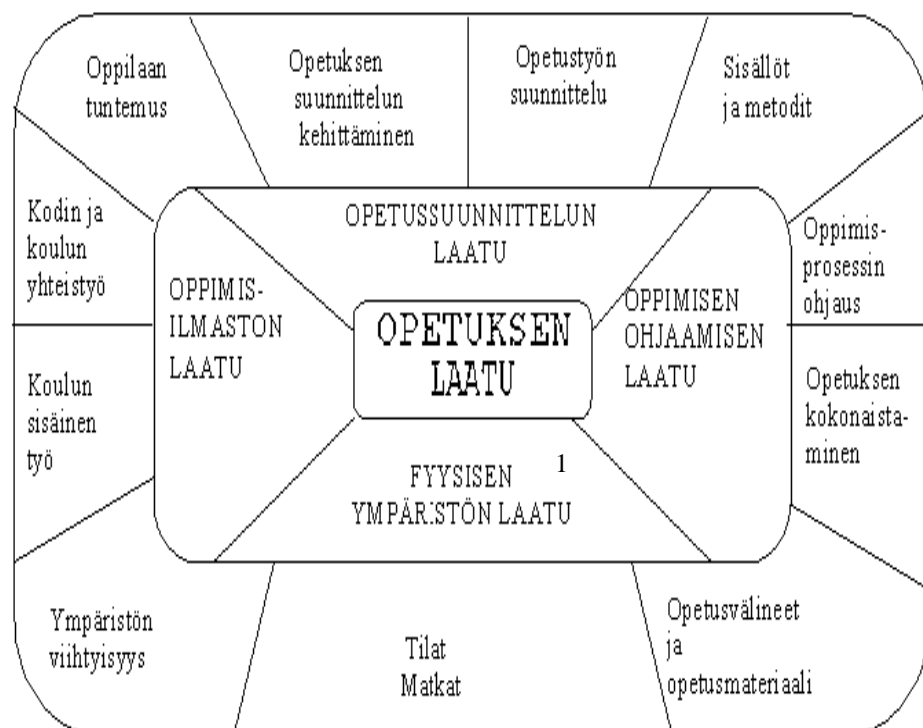 Oppilaan
tuntemus
Opetuksen
suunnittelun
kehittäminen
Opetustyön
suunnittelu
Sisällöt
ja metodit
Kodin ja
koulun
yhteistyö
OPETUSSUUNNITTELUN
LAATU
Oppimis-
prosessin
ohjaus
OPPIMIS-
ILMASTON
LAATU
OPETUKSEN
LAATU
OPPIMISEN
OHJAAMISEN
LAATU
Koulun
sisäinen
työ
Opetuksen
kokonaista-
minen
FYYSISEN
YMPÄRISTÖN LAATU
1
Ympäristön
viihtyisyys
Tilat
Matkat
Opetusvälineet
ja
opetusmateriaali